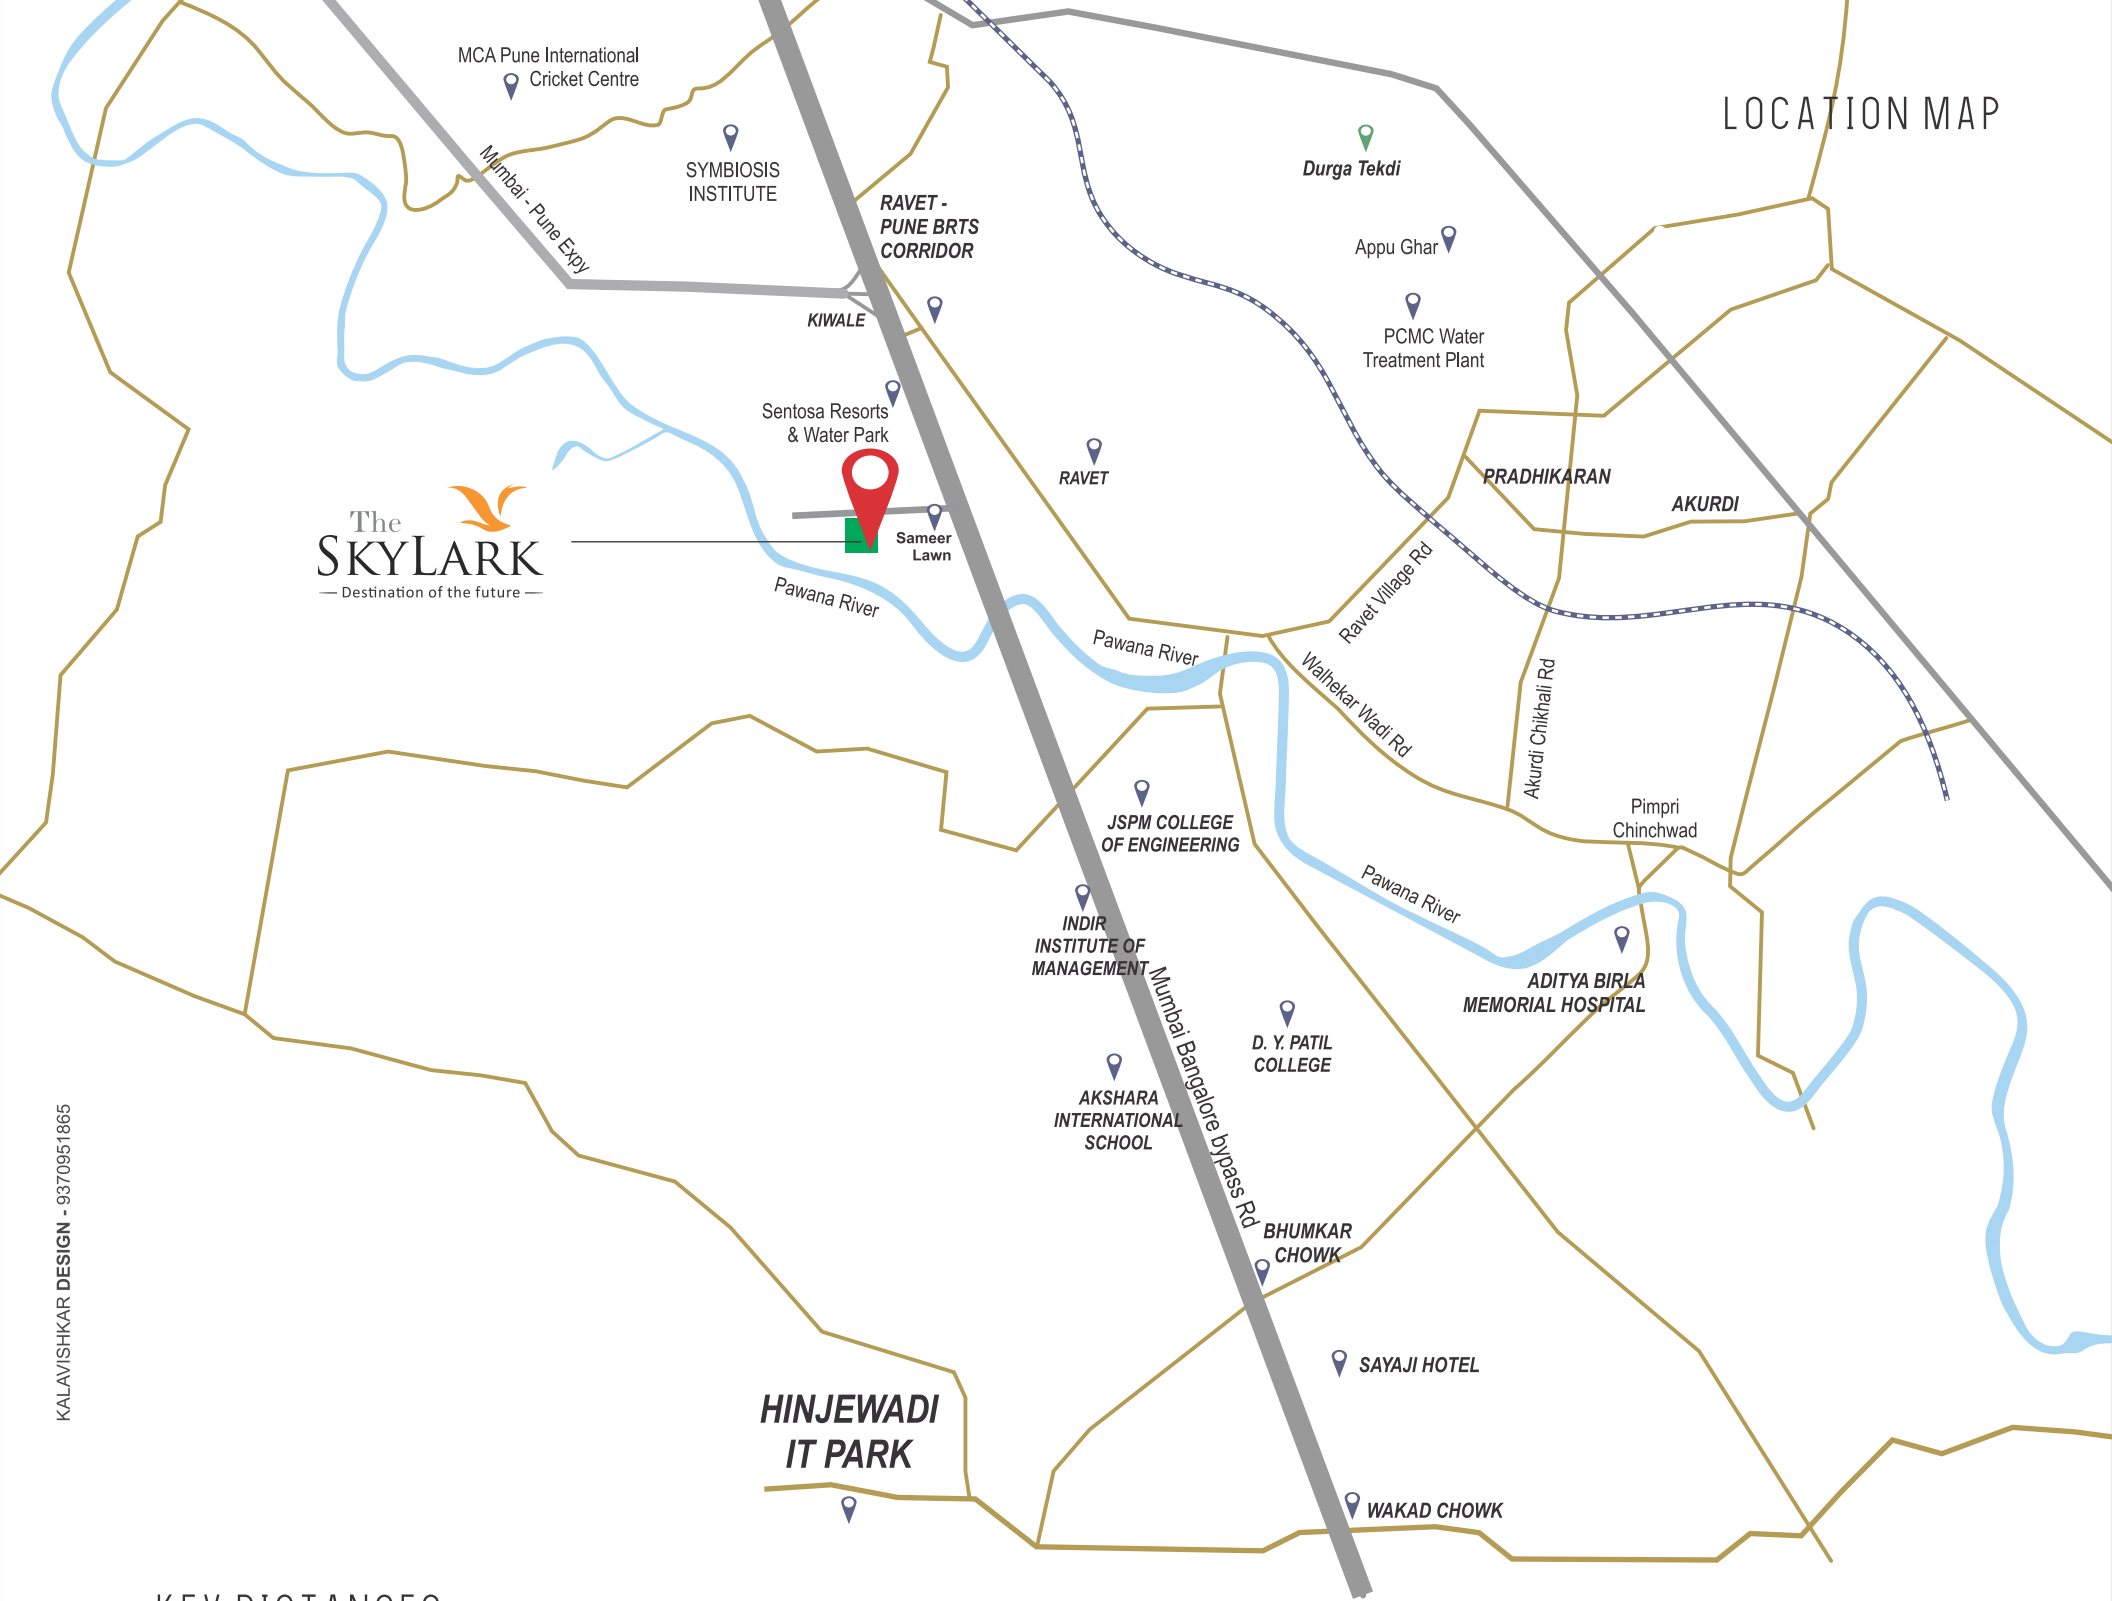 MCA Pune International
Cricket Centre
LOCATION MAP
SYMBIOSIS
INSTITUTE
Mumbai - Pune Expy
Durga Tekdi
RAVET -
PUNE BRTS
CORRIDOR
Appu Ghar
KIWALE
PCMC Water
Treatment Plant
Sentosa Resorts
& Water Park
RAVET
PRADHIKARAN
AKURDI
The
SKYLARK
Destination of the future
Sameer
Lawn
Pawana River
Pawana River
Ravet Village Rd
Walhekar Wadi Rd
Akurdi Chikhali Rd
Pimpri
Chinchwad
JSPM COLLEGE
OF ENGINEERING
Pawana River
INDIR
INSTITUTE OF
MANAGEMENT
Mumbai Bangalore bypass Rd
ADITYA BIRLA
MEMORIAL HOSPITAL
D. Y. PATIL
COLLEGE
AKSHARA
INTERNATIONAL
SCHOOL
KALAVISHKAR DESIGN - 9370951865
BHUMKAR
CHOWK
SAYAJI HOTEL
HINJEWADI
IT PARK
WAKAD CHOWK